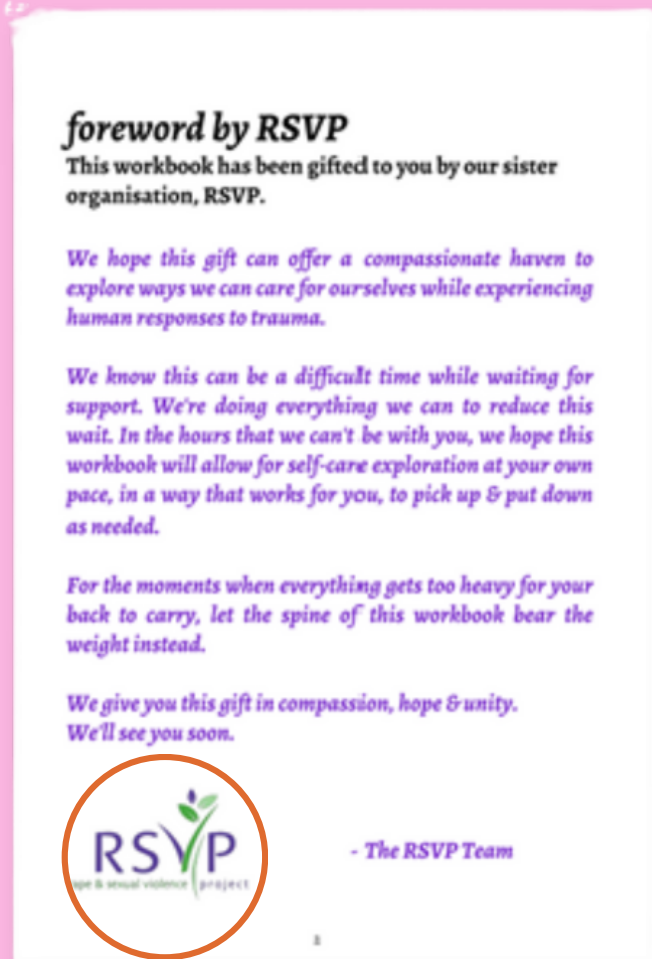 foreword by RSVP
This workbook has been gifted to you by our sister
organisation, RSVP.
We hope this gift can offer a compassionate haven to
explore ways we can care for ourselves while experiencing
human responses to trauma.
We know this can be a difficult time while waiting for
support. We're doing everything we can to reduce this
wait. In the hours that we can't be with you, we hope this
workbook will allow for self-care exploration at your own
pace, in a way that works for you, to pick up & put down
as needed.
For the moments when everything gets too heavy for your
back to carry, let the spine of this workbook bear the
weight instead.
We give you this gift in compassion, hope & unity.
We'll see you soon.
RSVP
ape & sexual violence project
- The RSVP Team